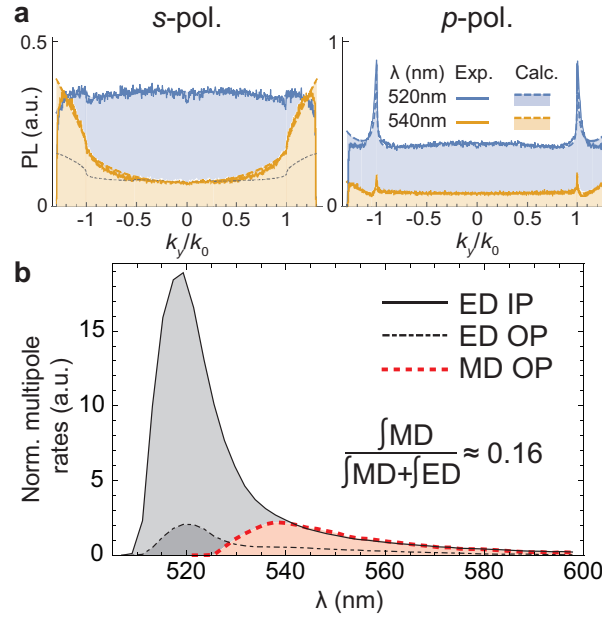 a
s-pol.
p-pol.
0.5
0
PL (a.u.)
-1 -0.5 0 0.5 1
k_y/k_0
1
0
λ (nm) Exp. Calc.
520nm
540nm
-1 -0.5 0 0.5 1
k_y/k_0
b
Norm. multipole
rates (a.u.)
15
10
5
0
ED IP
ED OP
MD OP
∫MD
∫MD+∫ED
≈ 0.16
520 540 560 580 600
λ (nm)